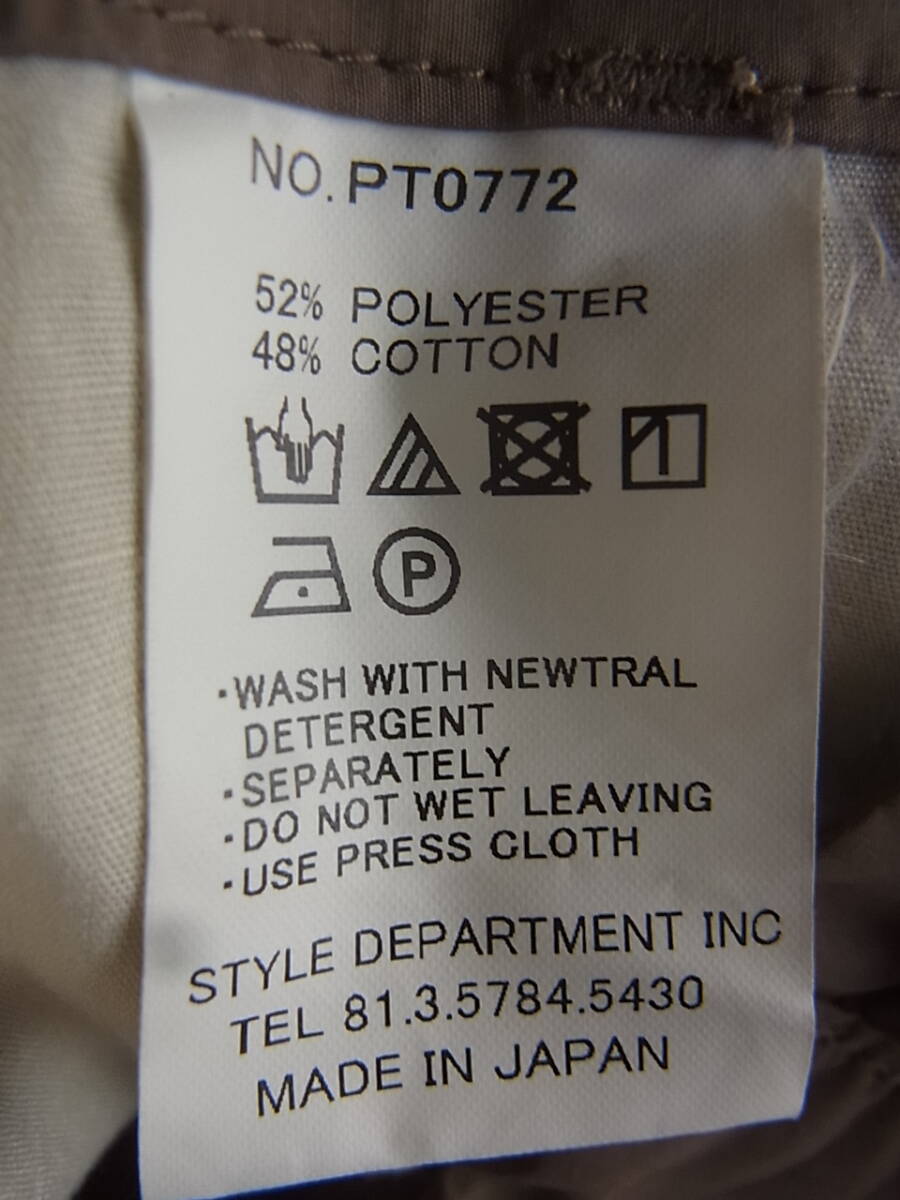 NO. PT0772
52% POLYESTER
48% COTTON
P
·WASH WITH NEWTRAL
DETERGENT
·SEPARATELY
·DO NOT WET LEAVING
·USE PRESS CLOTH
STYLE DEPARTMENT INC
TEL 81.3.5784.5430
MADE IN JAPAN